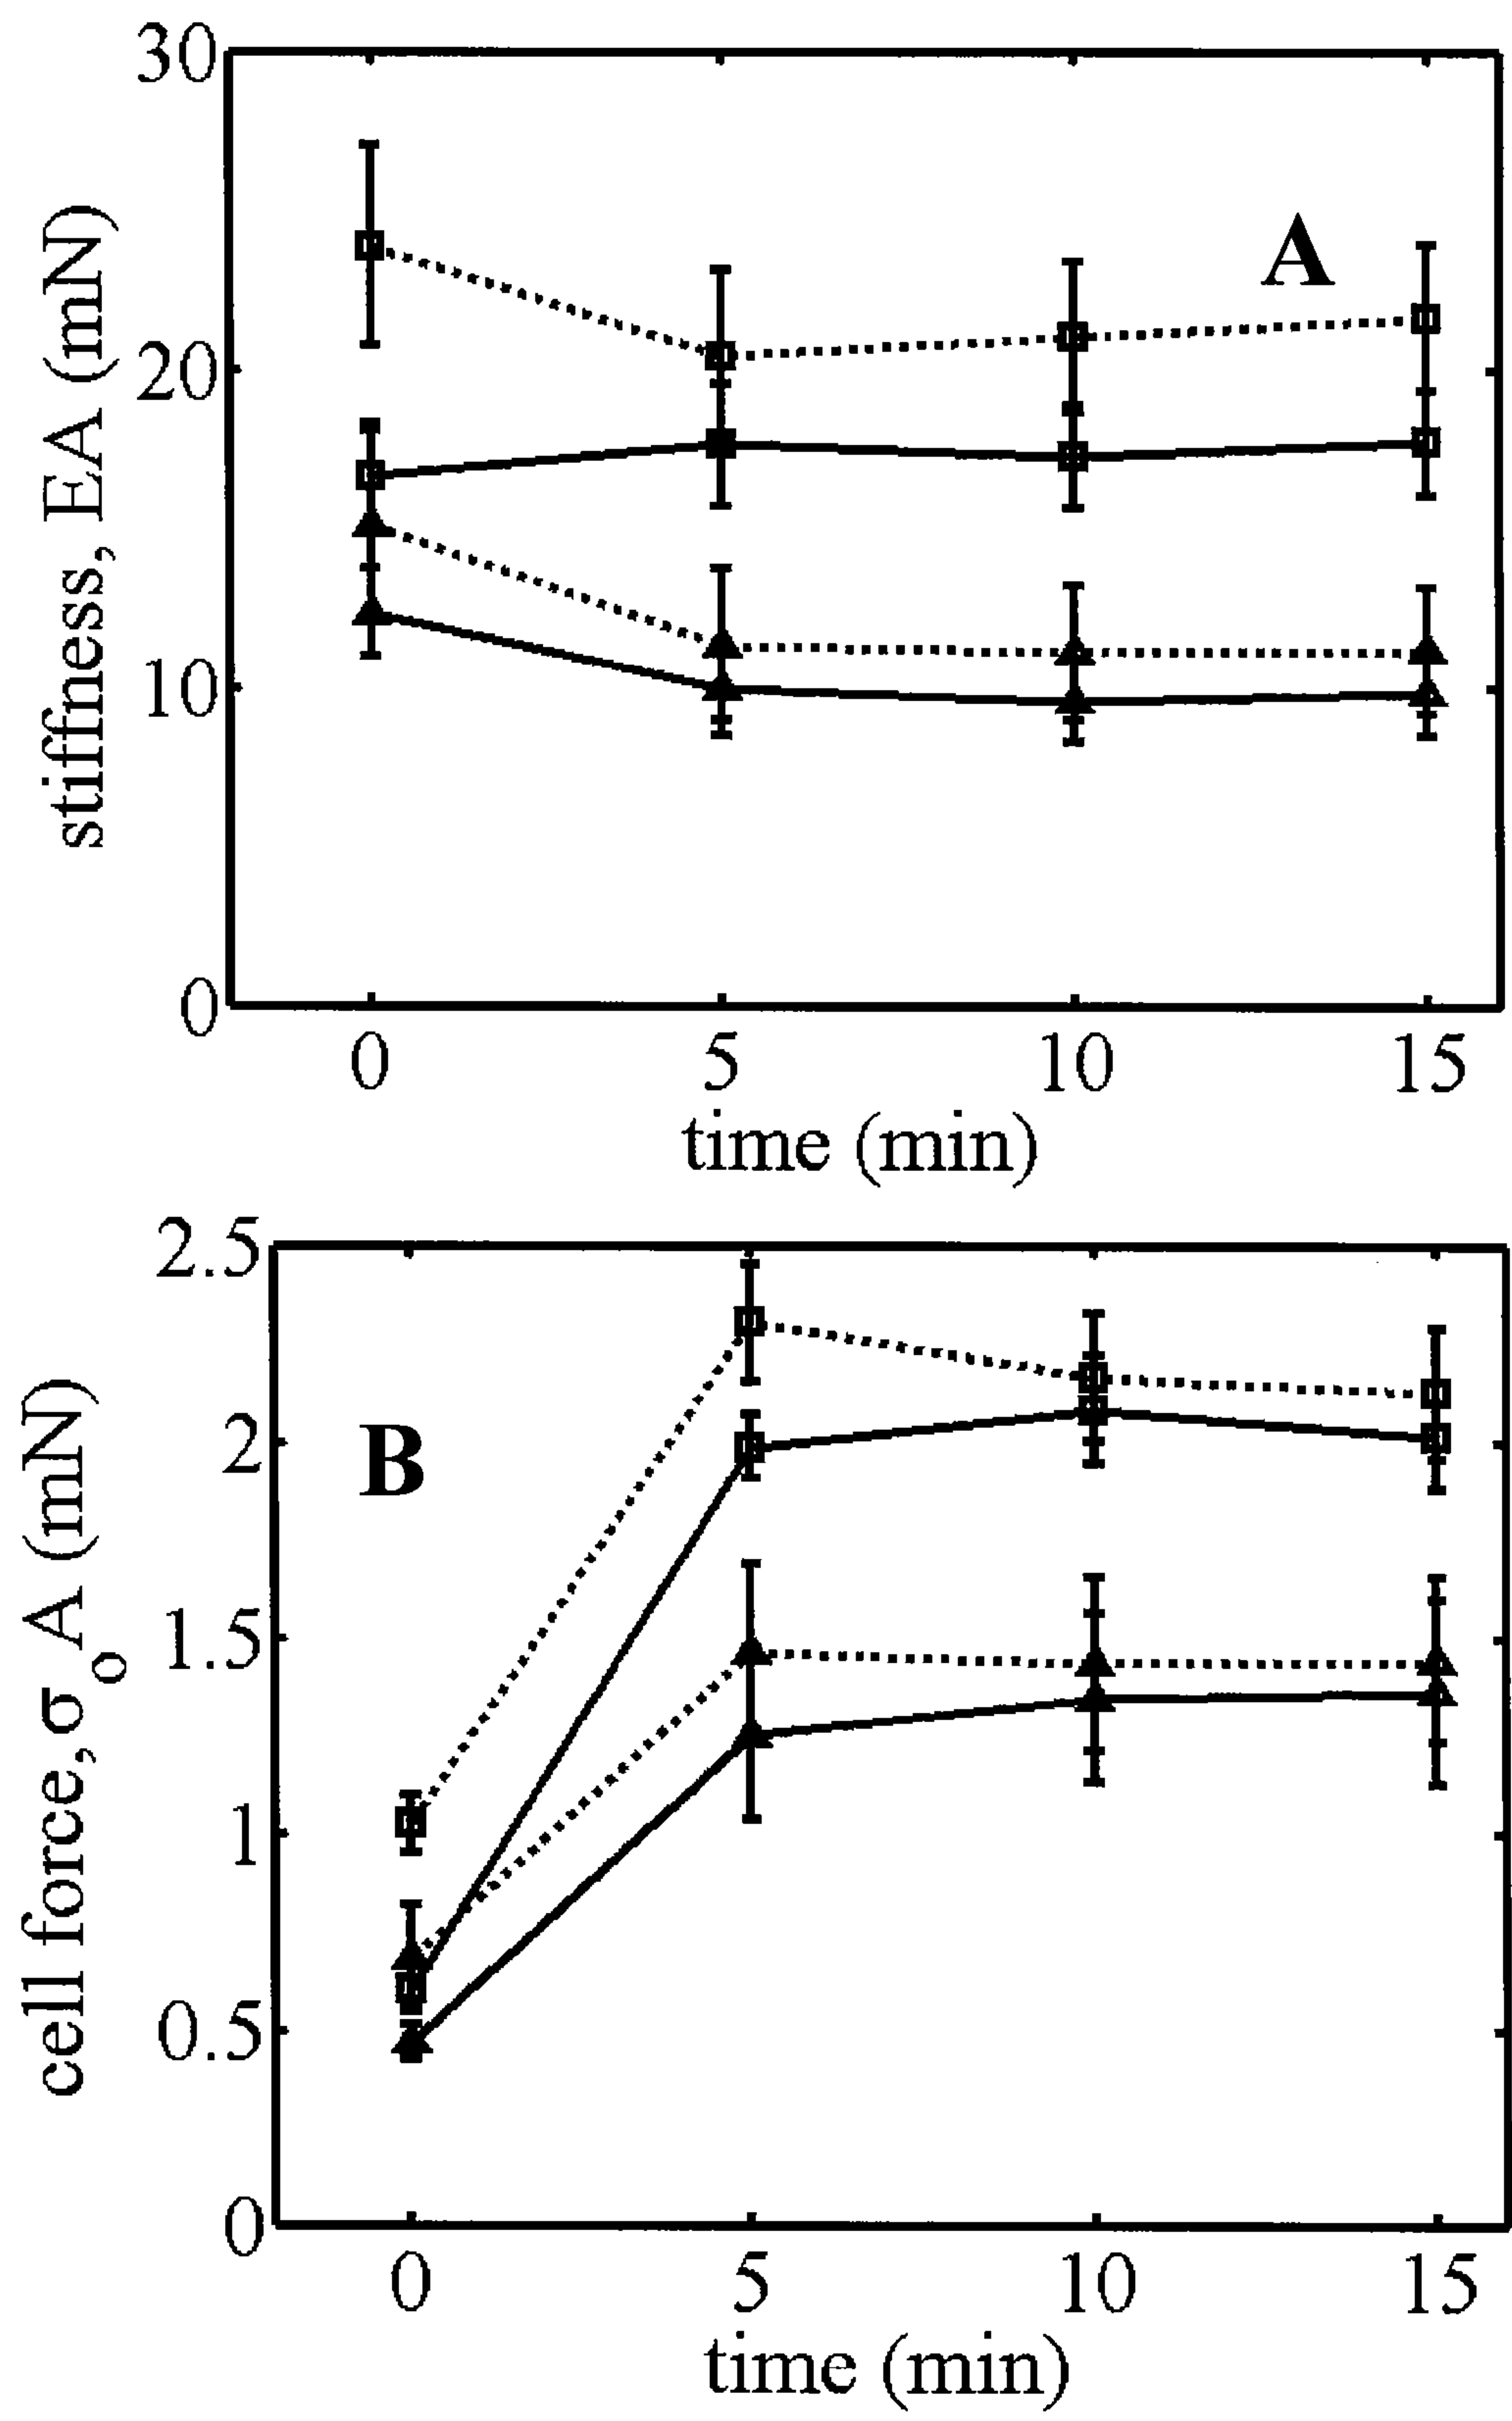 30
20
10
0
stiffness, EA (mN)
A
0 5 10 15
time (min)
2.5
2
1.5
1
0.5
0
cell force, σo A (mN)
B
0 5 10 15
time (min)